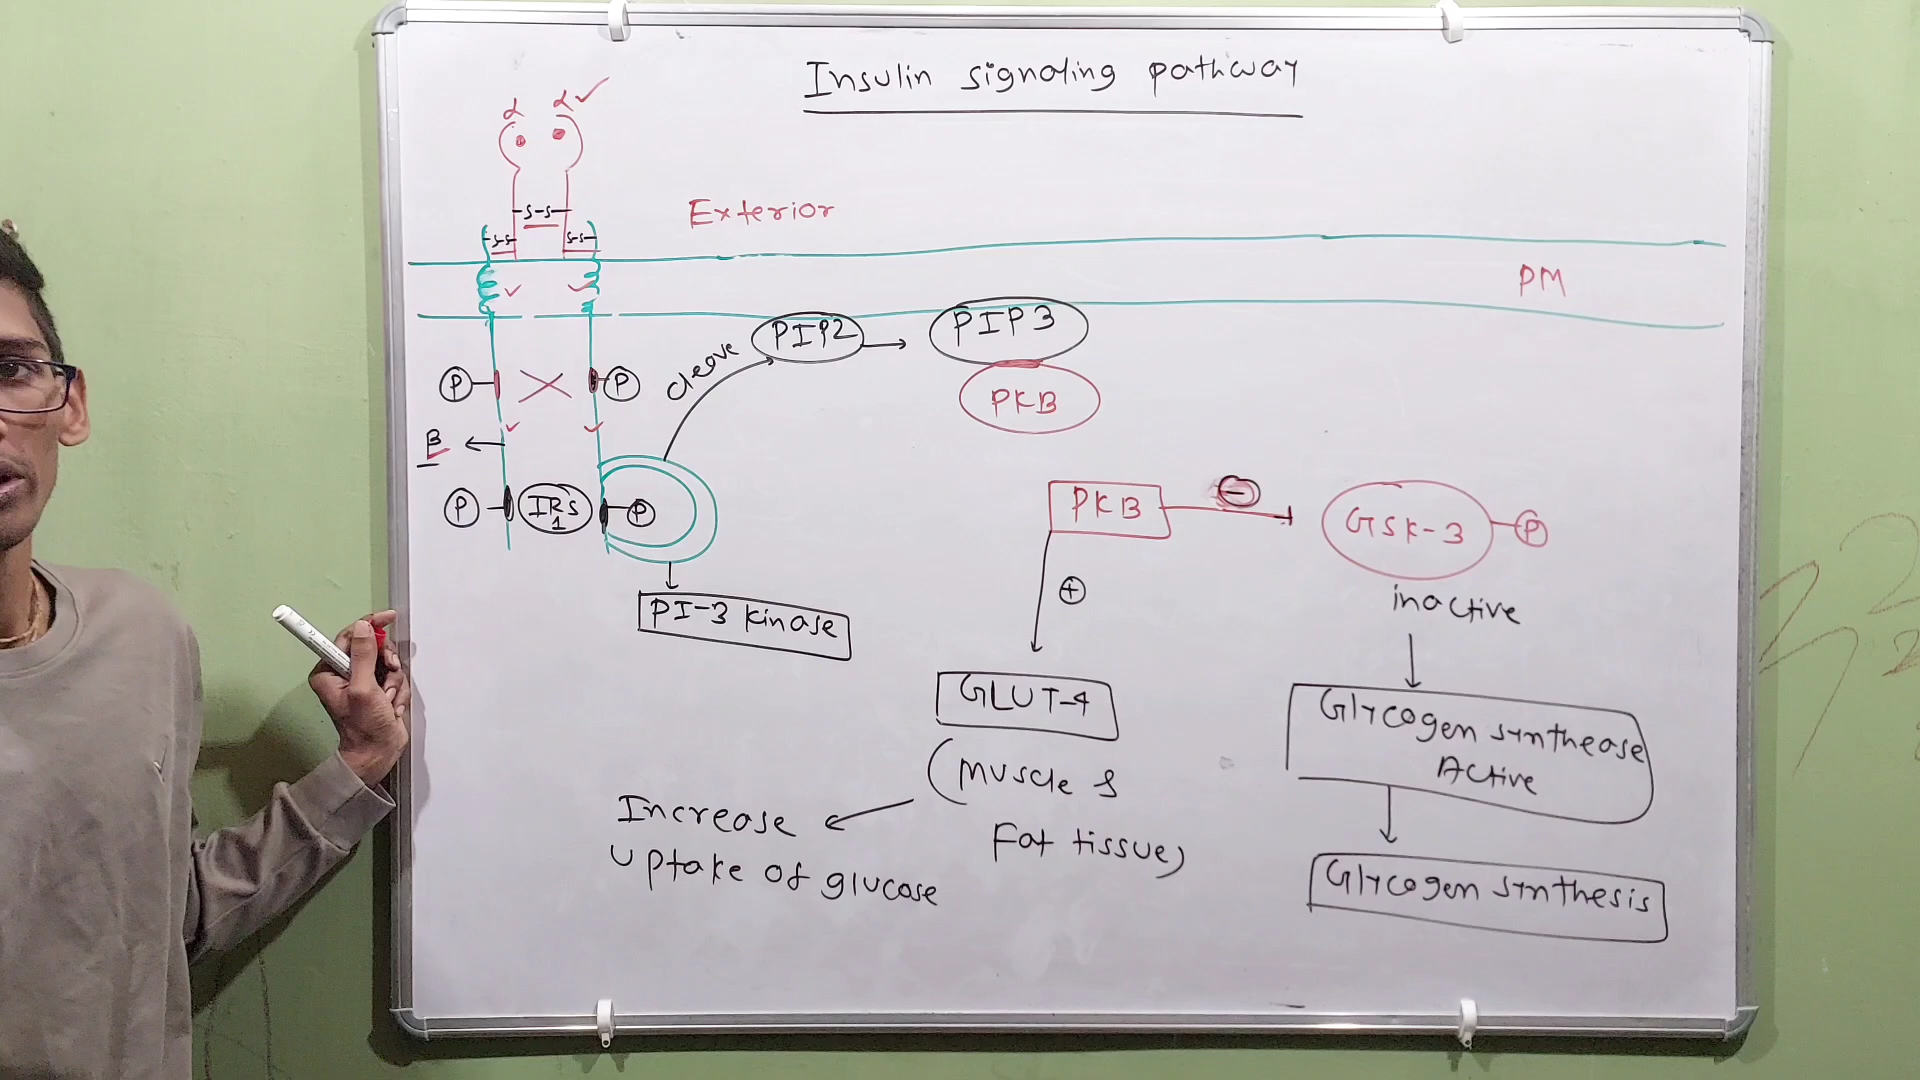 Insulin signaling pathway
α α
S-S
S-S S-S
Exterior
PM
cleave
PIP2
PIP3
PKB
P P
B
P IRS P
1
PI-3 kinase
PKB
-
GSK-3 P
inactive
+
GLUT-4
(Muscle &
Fat tissue)
Increase
uptake of glucose
Glycogen synthease
Active
Glycogen synthesis